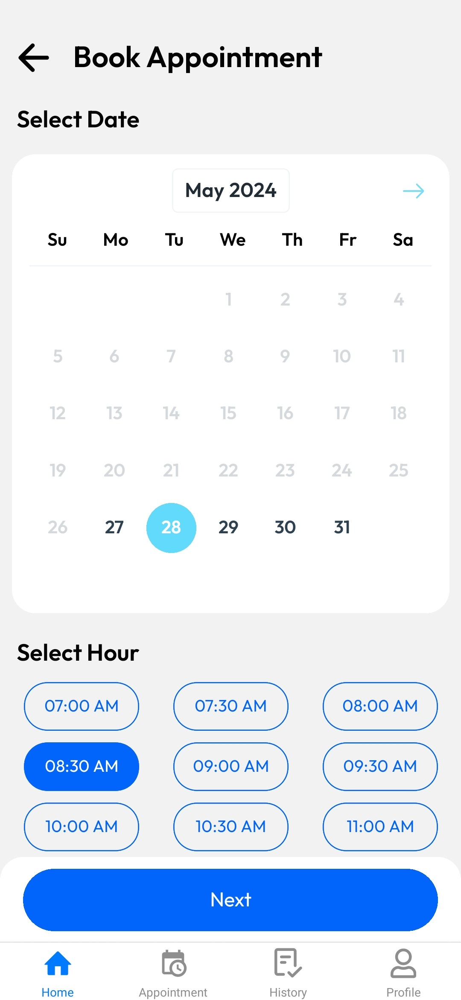 Book Appointment
Select Date
May 2024
Su Mo Tu We Th Fr Sa
1 2 3 4
5 6 7 8 9 10 11
12 13 14 15 16 17 18
19 20 21 22 23 24 25
26 27 28 29 30 31
Select Hour
07:00 AM 07:30 AM 08:00 AM
08:30 AM 09:00 AM 09:30 AM
10:00 AM 10:30 AM 11:00 AM
Next
Home Appointment History Profile